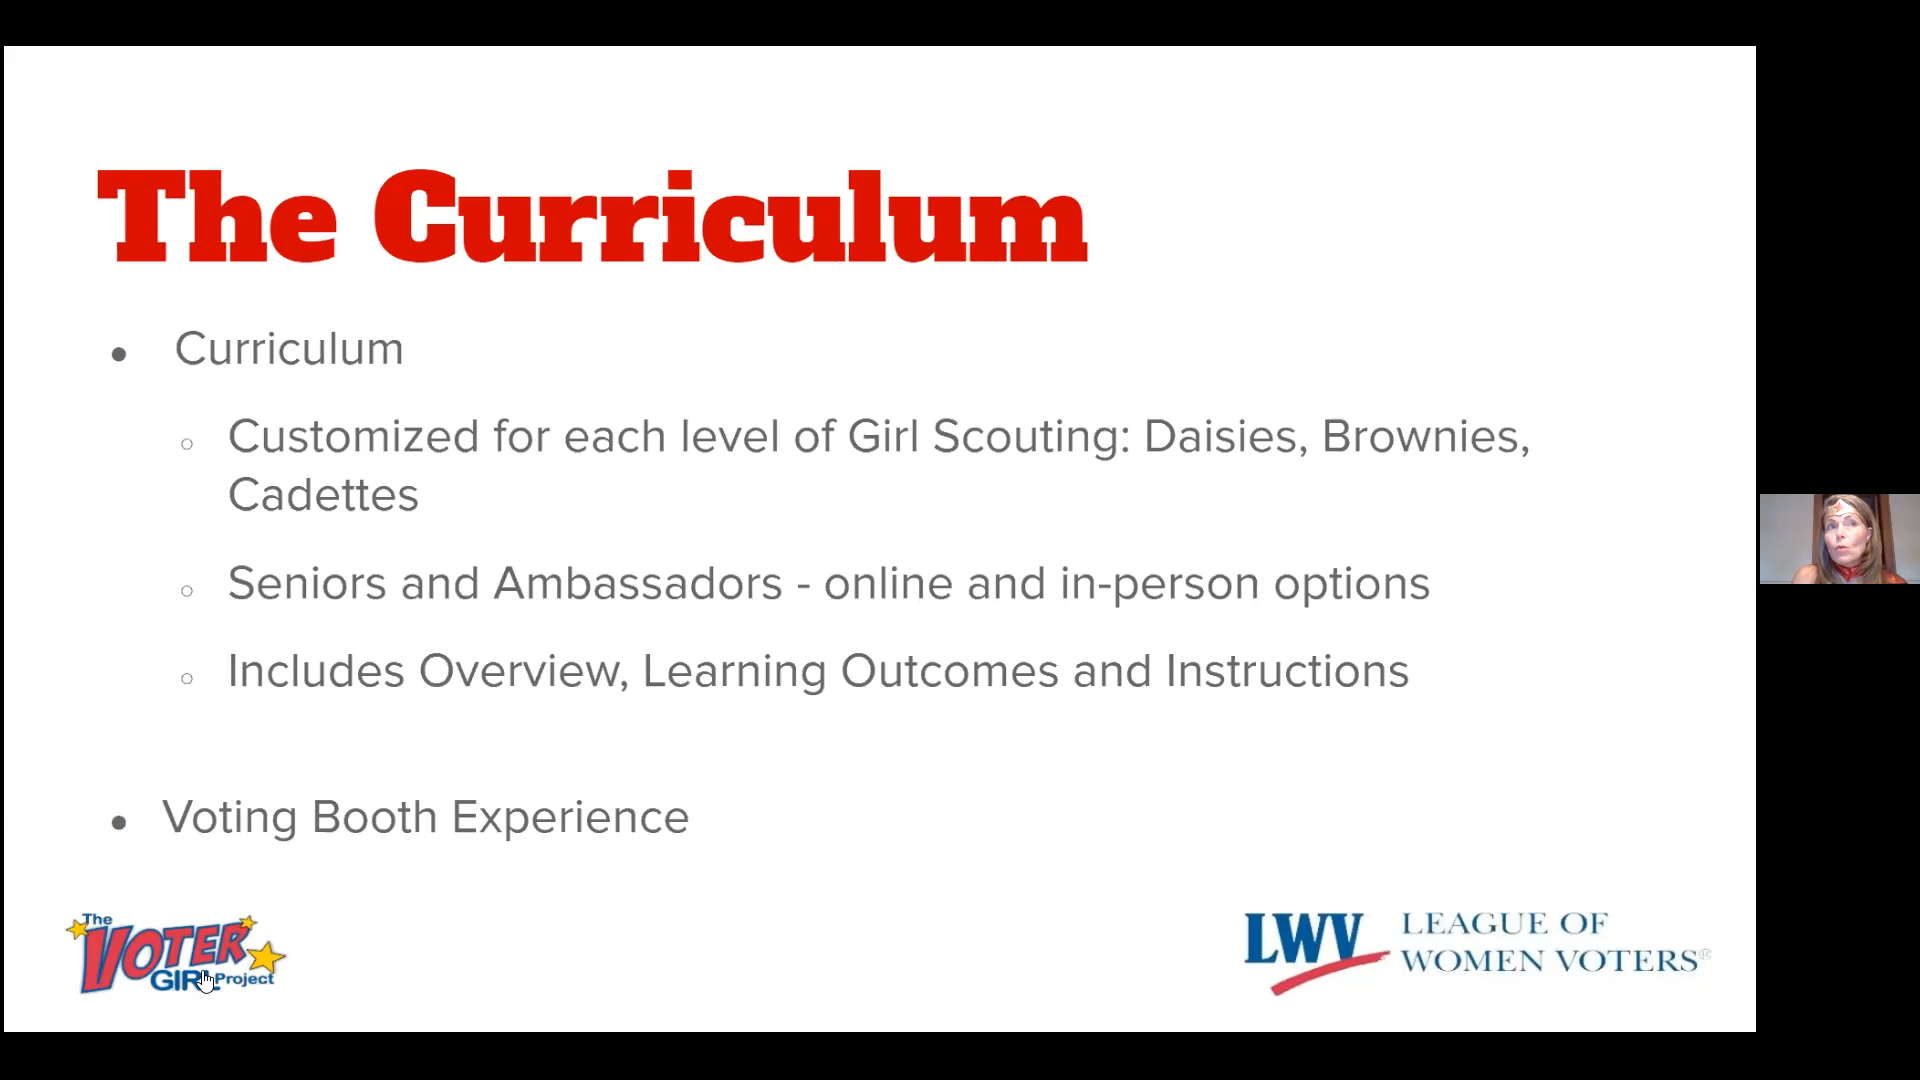 The Curriculum
● Curriculum
○ Customized for each level of Girl Scouting: Daisies, Brownies,
Cadettes
○ Seniors and Ambassadors - online and in-person options
○ Includes Overview, Learning Outcomes and Instructions
● Voting Booth Experience
The
VOTER
GIRL Project
LWV
LEAGUE OF
WOMEN VOTERS®